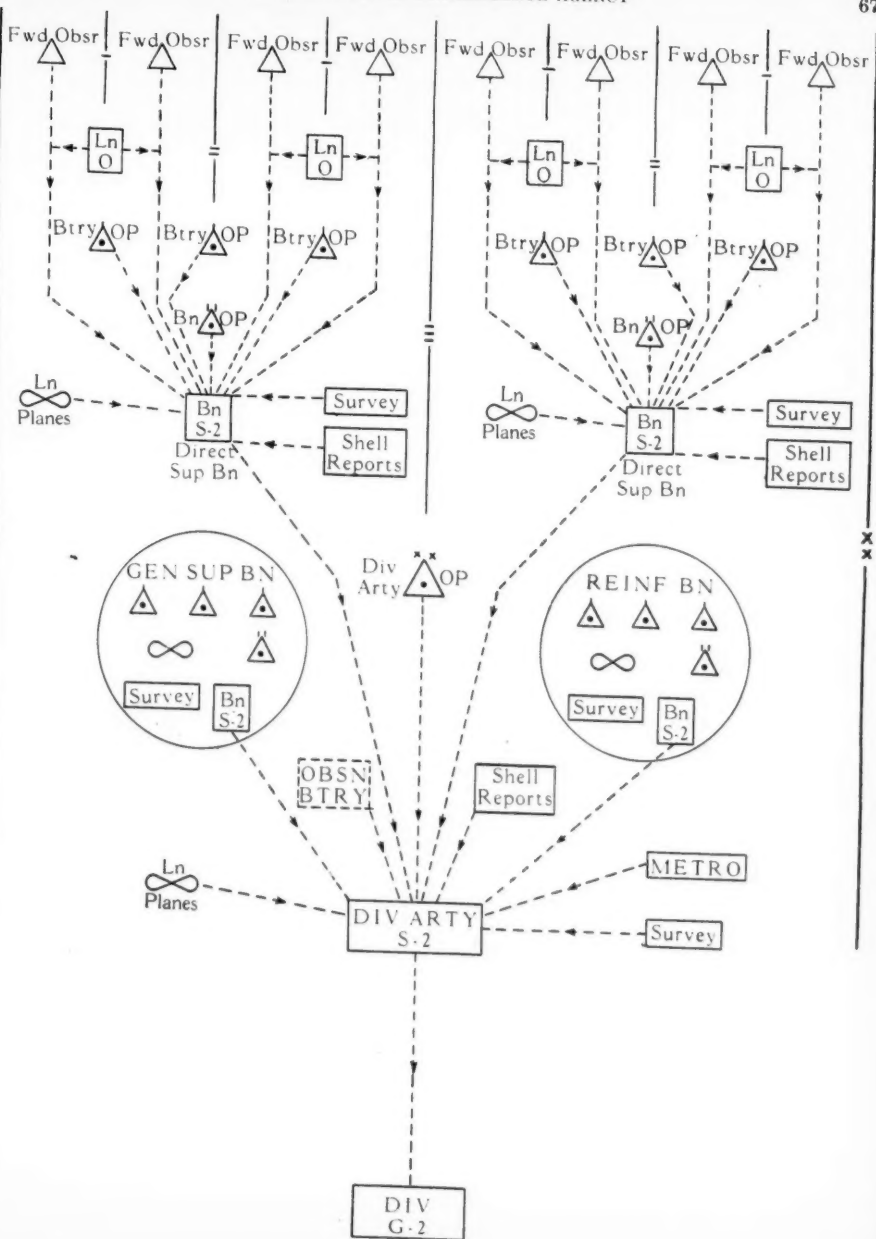 67
Fwd Obsr Fwd Obsr Fwd Obsr Fwd Obsr Fwd Obsr Fwd Obsr Fwd Obsr Fwd Obsr
Ln
O
Ln
O
Ln
O
Ln
O
Btry OP Btry OP Btry OP Btry OP Btry OP Btry OP
Bn OP
Bn OP
Ln
Planes
Bn
S-2
Direct
Sup Bn
Survey
Shell
Reports
Ln
Planes
Bn
S-2
Direct
Sup Bn
Survey
Shell
Reports
GEN SUP BN
Survey
Bn
S-2
Div
Arty OP
REINF BN
Survey
Bn
S-2
OBSN
BTRY
Shell
Reports
Ln
Planes
METRO
DIV ARTY
S-2
Survey
DIV
G-2